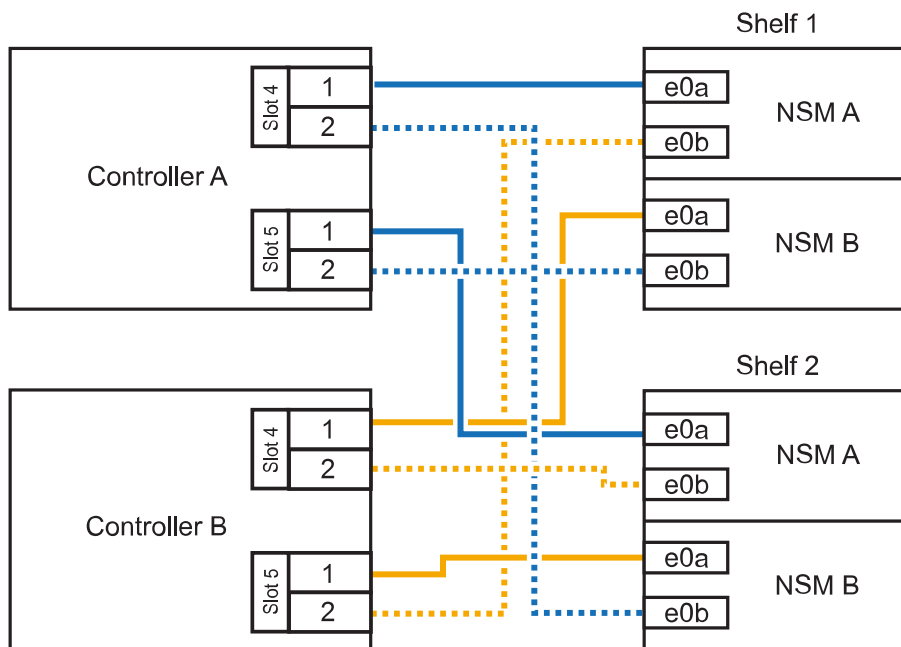 Shelf 1
Controller A
Slot 4
1
2
Slot 5
1
2
e0a
e0b
NSM A
e0a
e0b
NSM B
Shelf 2
Controller B
Slot 4
1
2
Slot 5
1
2
e0a
e0b
NSM A
e0a
e0b
NSM B